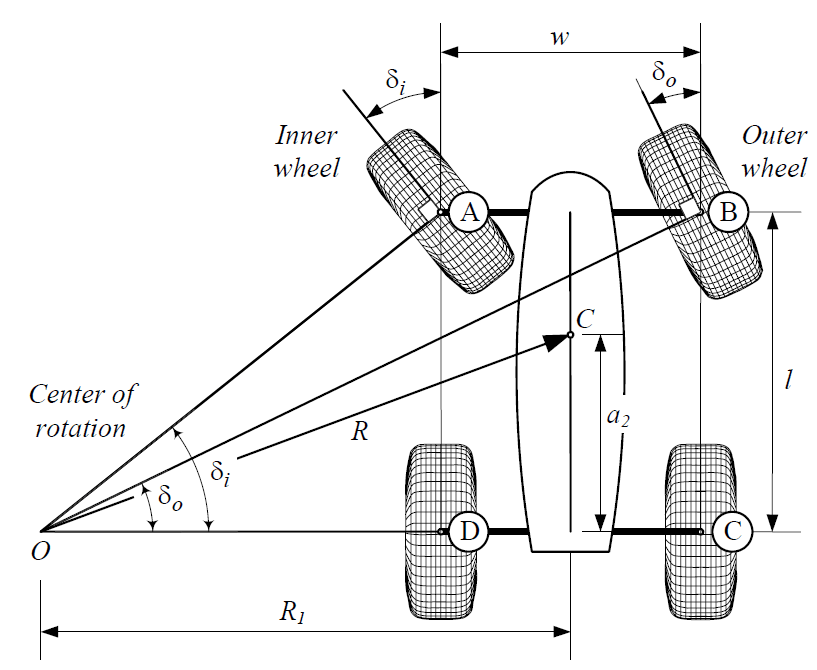 w
δi
δo
Inner
wheel
Outer
wheel
A
B
C
l
Center of
rotation
a2
R
δi
δo
D
C
O
R1